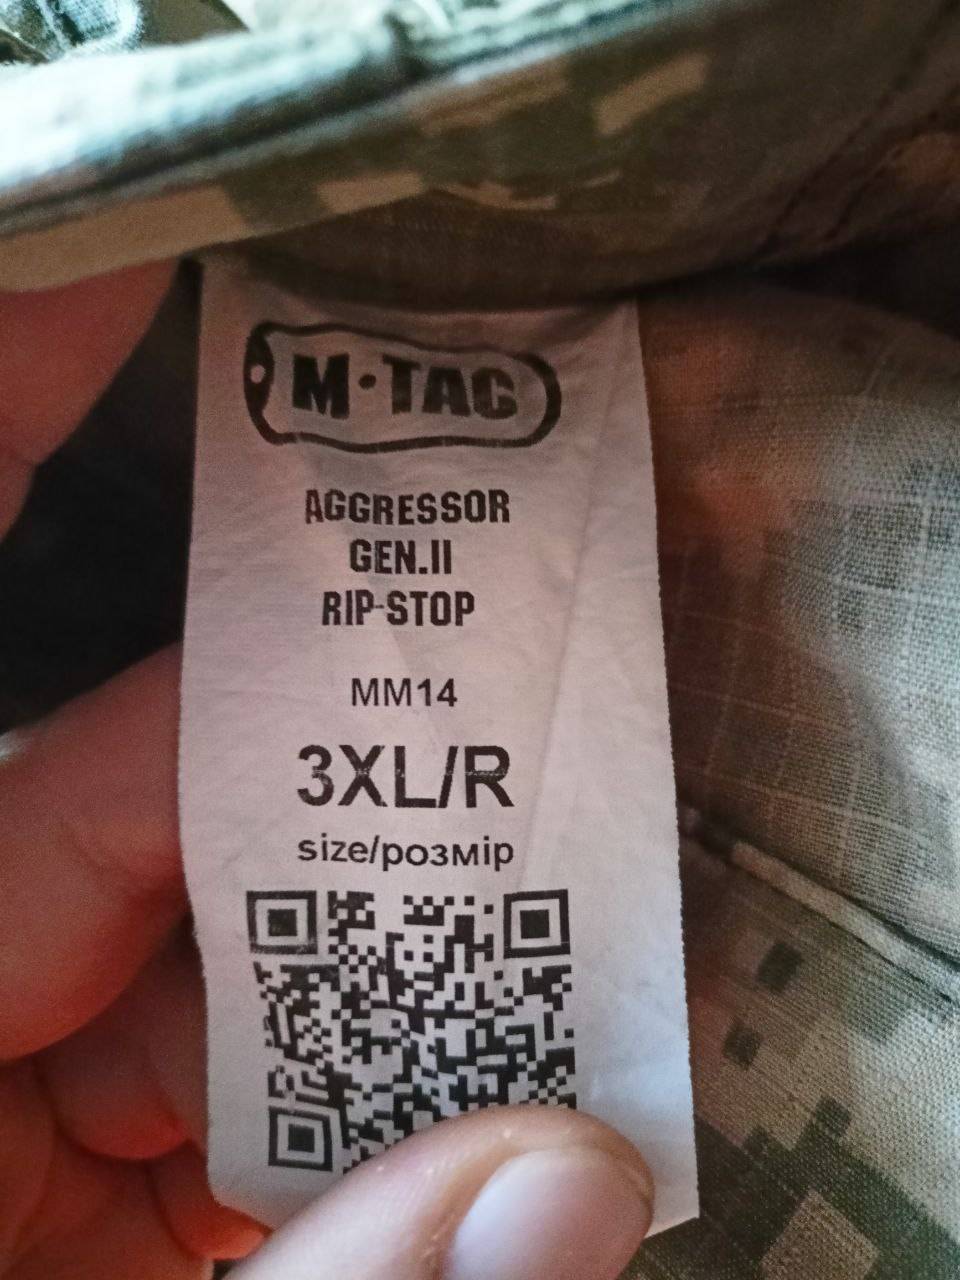 M·TAC
AGGRESSOR
GEN.II
RIP-STOP
MM14
3XL/R
size/розмір